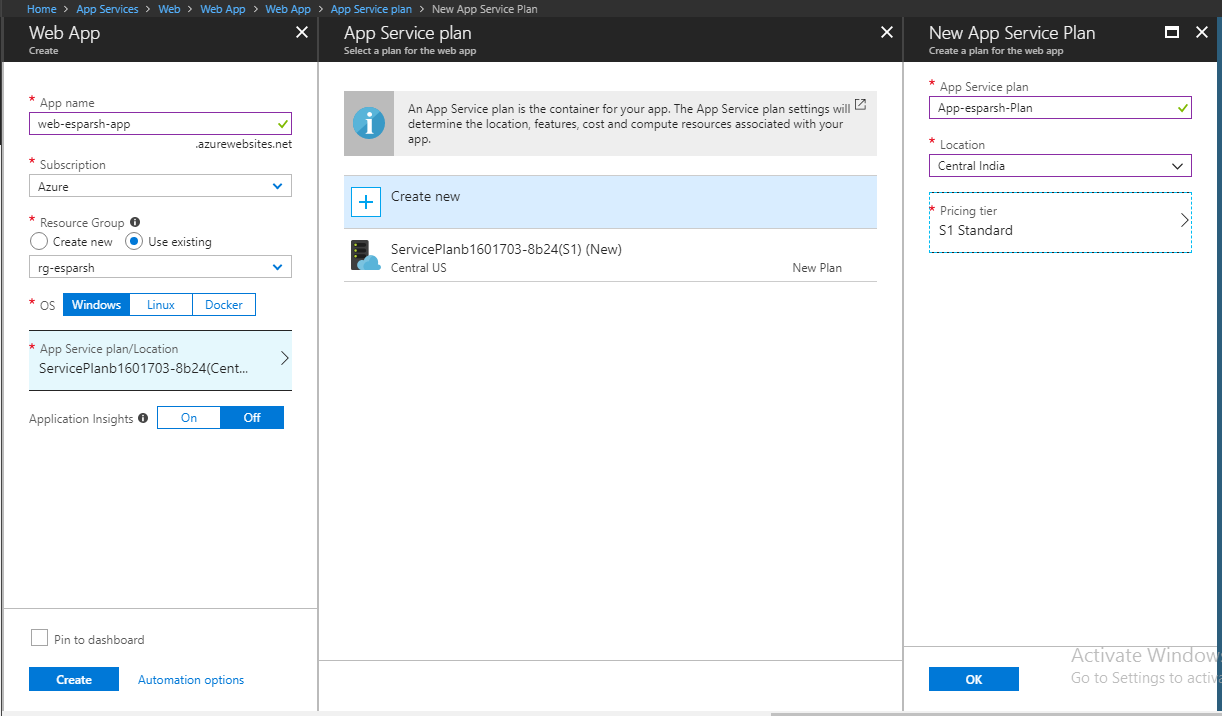 Home > App Services > Web > Web App > Web App > App Service plan > New App Service Plan
Web App
Create
* App name
web-esparsh-app
.azurewebsites.net
* Subscription
Azure
* Resource Group
Create new
Use existing
rg-esparsh
* OS
Windows
Linux
Docker
* App Service plan/Location
ServicePlanb1601703-8b24(Cent...
Application Insights
On
Off
Pin to dashboard
Create
Automation options
App Service plan
Select a plan for the web app
An App Service plan is the container for your app. The App Service plan settings will
determine the location, features, cost and compute resources associated with your
app.
Create new
ServicePlanb1601703-8b24(S1) (New)
Central US
New Plan
New App Service Plan
Create a plan for the web app
* App Service plan
App-esparsh-Plan
* Location
Central India
* Pricing tier
S1 Standard
OK
Activate Windows
Go to Settings to activa